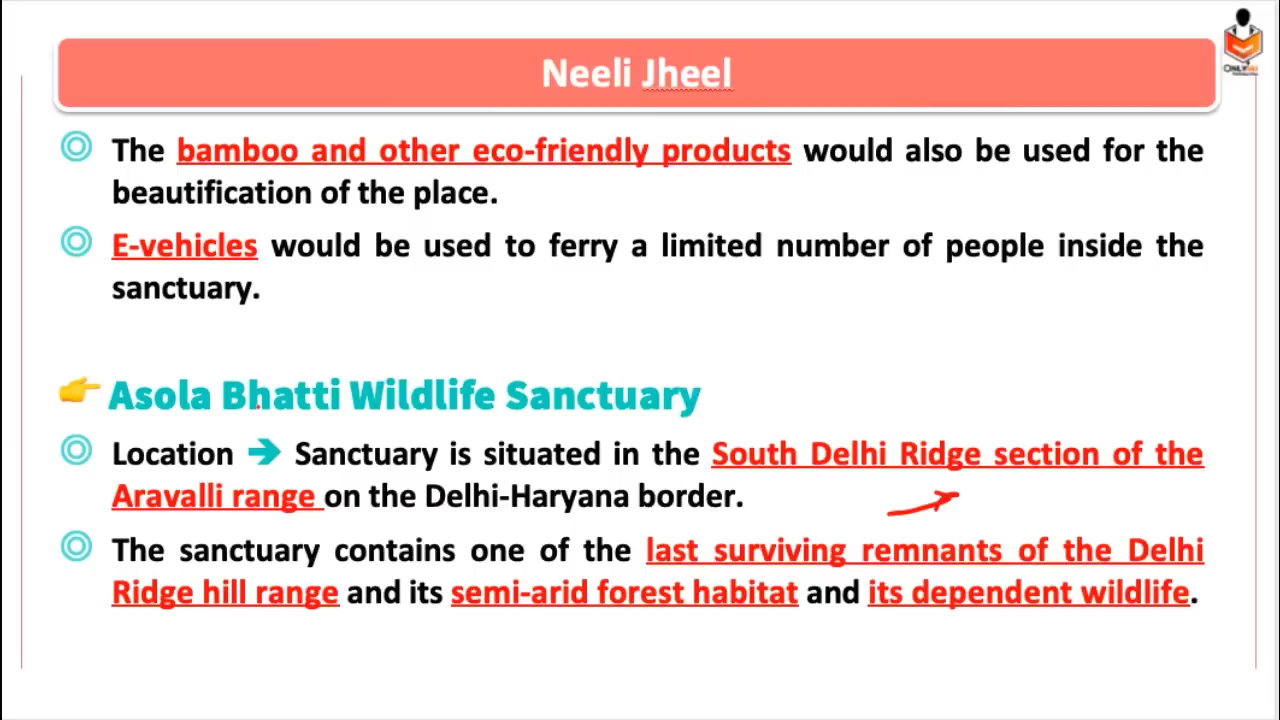 Neeli Jheel
The bamboo and other eco-friendly products would also be used for the
beautification of the place.
E-vehicles would be used to ferry a limited number of people inside the
sanctuary.
Asola Bhatti Wildlife Sanctuary
Location ➔ Sanctuary is situated in the South Delhi Ridge section of the
Aravalli range on the Delhi-Haryana border.
The sanctuary contains one of the last surviving remnants of the Delhi
Ridge hill range and its semi-arid forest habitat and its dependent wildlife.